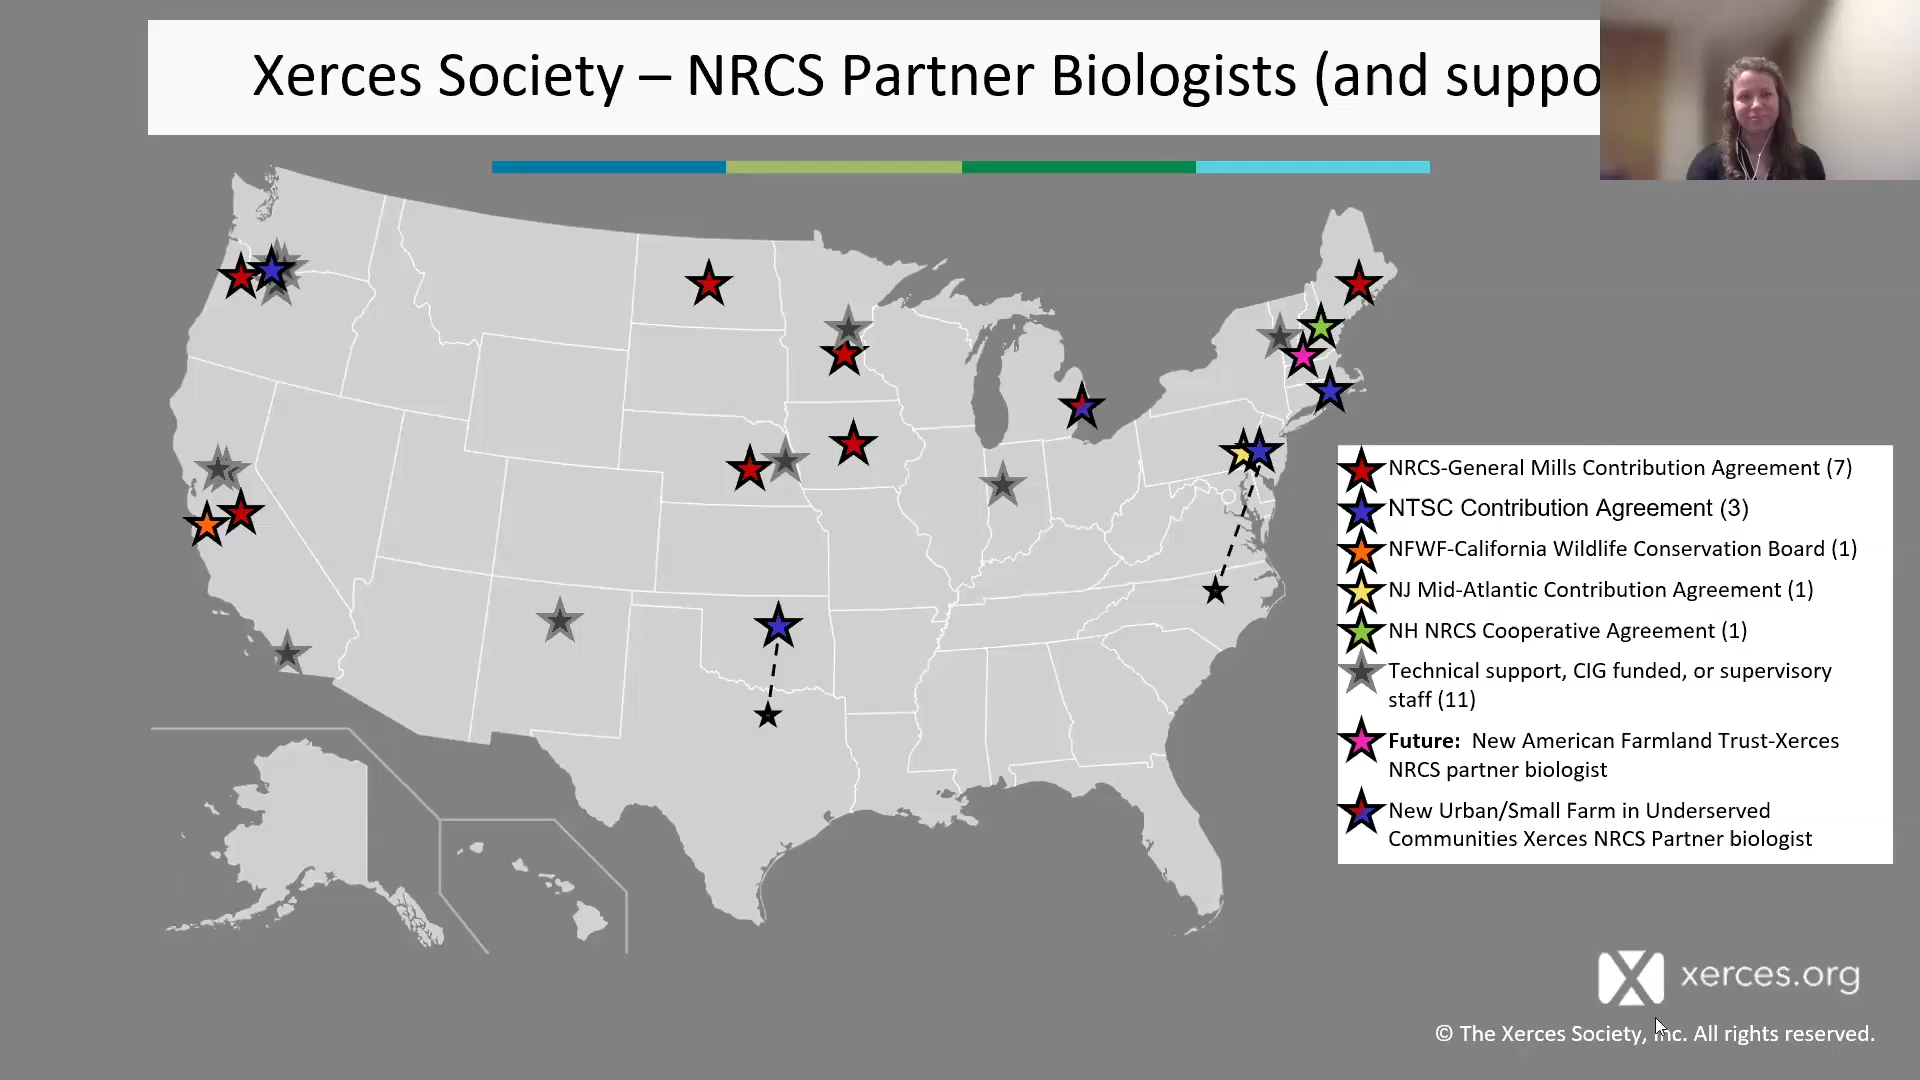 Xerces Society – NRCS Partner Biologists (and suppo
NRCS-General Mills Contribution Agreement (7)
NTSC Contribution Agreement (3)
NFWF-California Wildlife Conservation Board (1)
NJ Mid-Atlantic Contribution Agreement (1)
NH NRCS Cooperative Agreement (1)
Technical support, CIG funded, or supervisory
staff (11)
Future: New American Farmland Trust-Xerces
NRCS partner biologist
New Urban/Small Farm in Underserved
Communities Xerces NRCS Partner biologist
xerces.org
© The Xerces Society, Inc. All rights reserved.